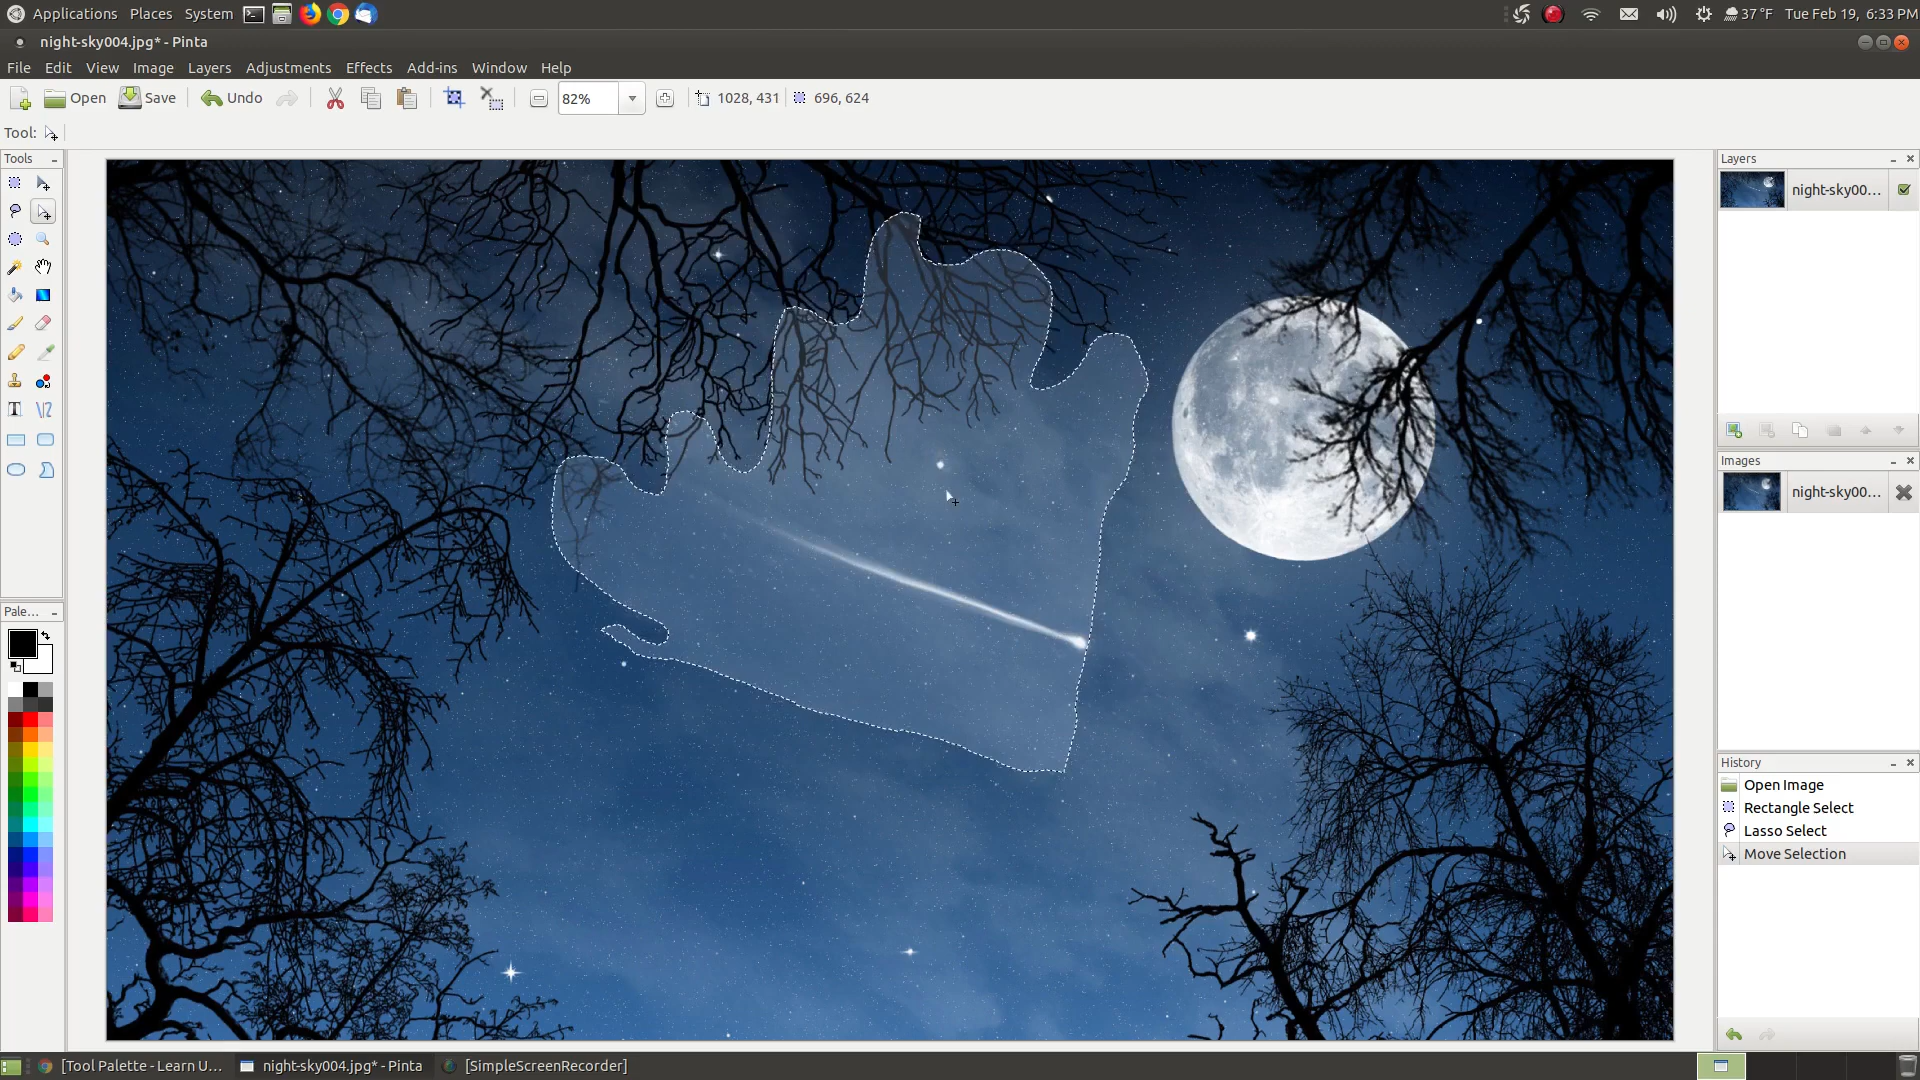 Applications Places System 37 °F Tue Feb 19, 6:33 PM
night-sky004.jpg* - Pinta
File Edit View Image Layers Adjustments Effects Add-ins Window Help
Open Save Undo 82% 1028, 431 696, 624
Tool:
Tools
Layers
night-sky00...
Images
night-sky00...
Pale...
History
Open Image
Rectangle Select
Lasso Select
Move Selection
[Tool Palette - Learn U... night-sky004.jpg* - Pinta [SimpleScreenRecorder]